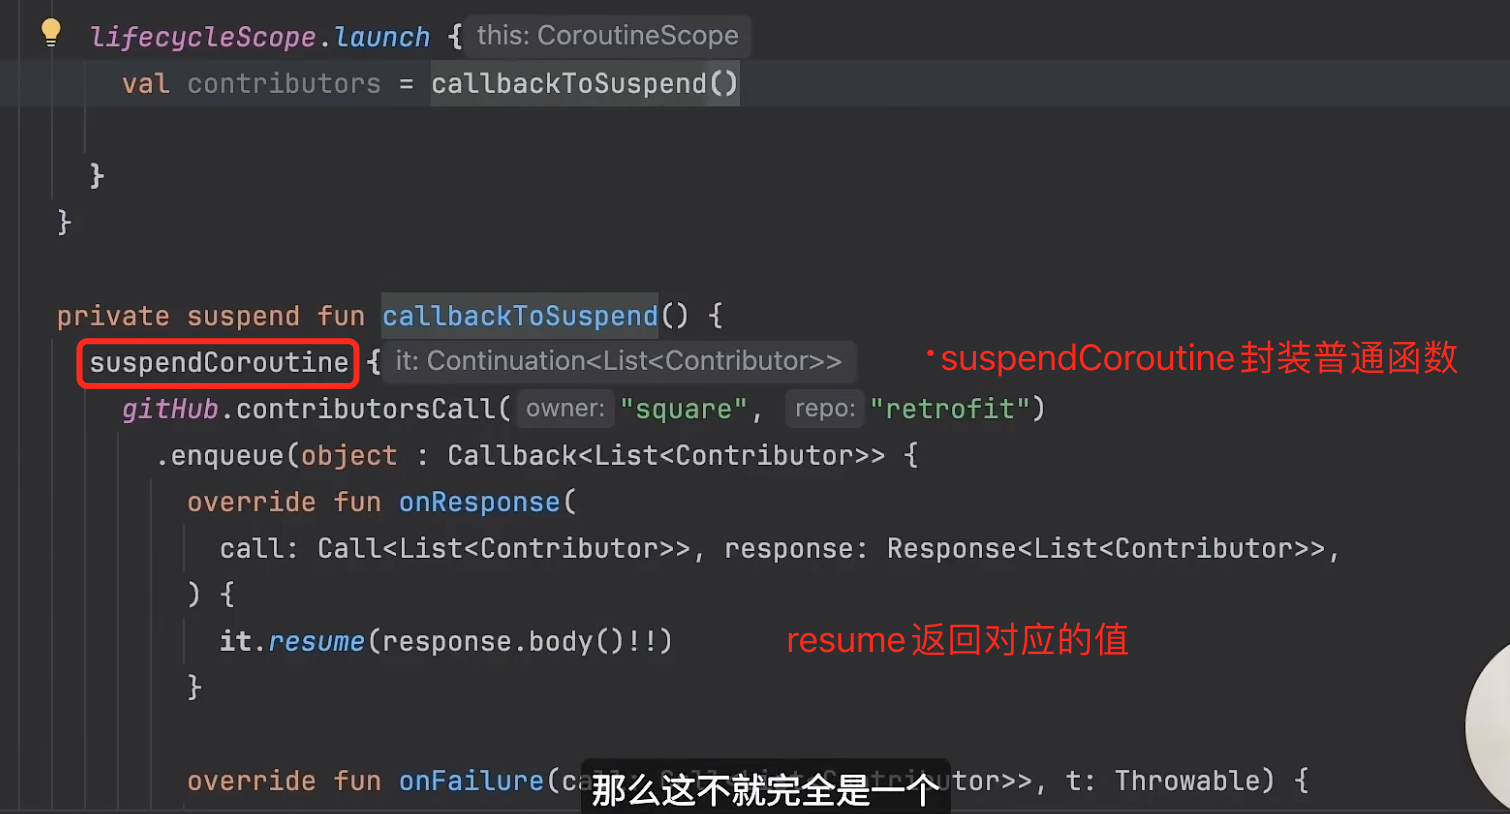 lifecycleScope.launch { this: CoroutineScope
val contributors = callbackToSuspend()
}
}
private suspend fun callbackToSuspend() {
suspendCoroutine { it: Continuation<List<Contributor>>
·suspendCoroutine封装普通函数
gitHub.contributorsCall( owner: "square", repo: "retrofit")
.enqueue(object : Callback<List<Contributor>> {
override fun onResponse(
call: Call<List<Contributor>>, response: Response<List<Contributor>>,
) {
it.resume(response.body()!!)
resume返回对应的值
}
override fun onFailure(call: Call<List<Contributor>>, t: Throwable) {
那么这不就完全是一个